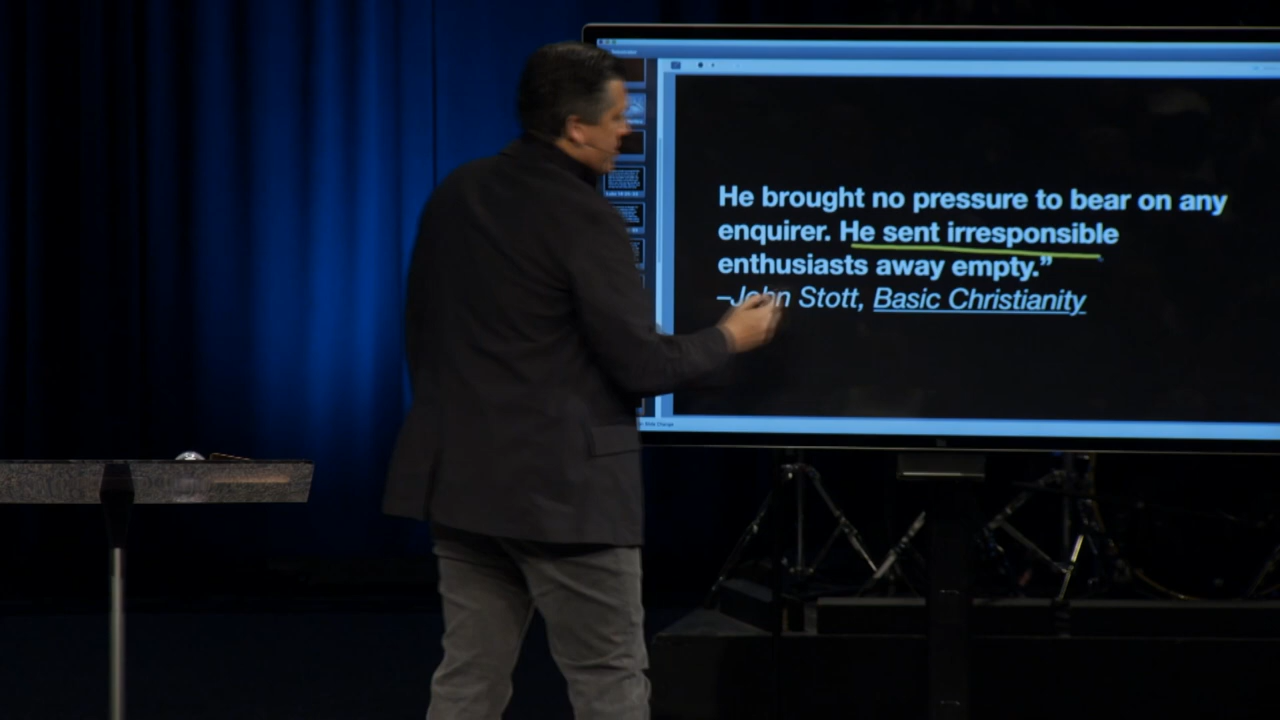 He brought no pressure to bear on any
enquirer. He sent irresponsible
enthusiasts away empty.”
–John Stott, Basic Christianity